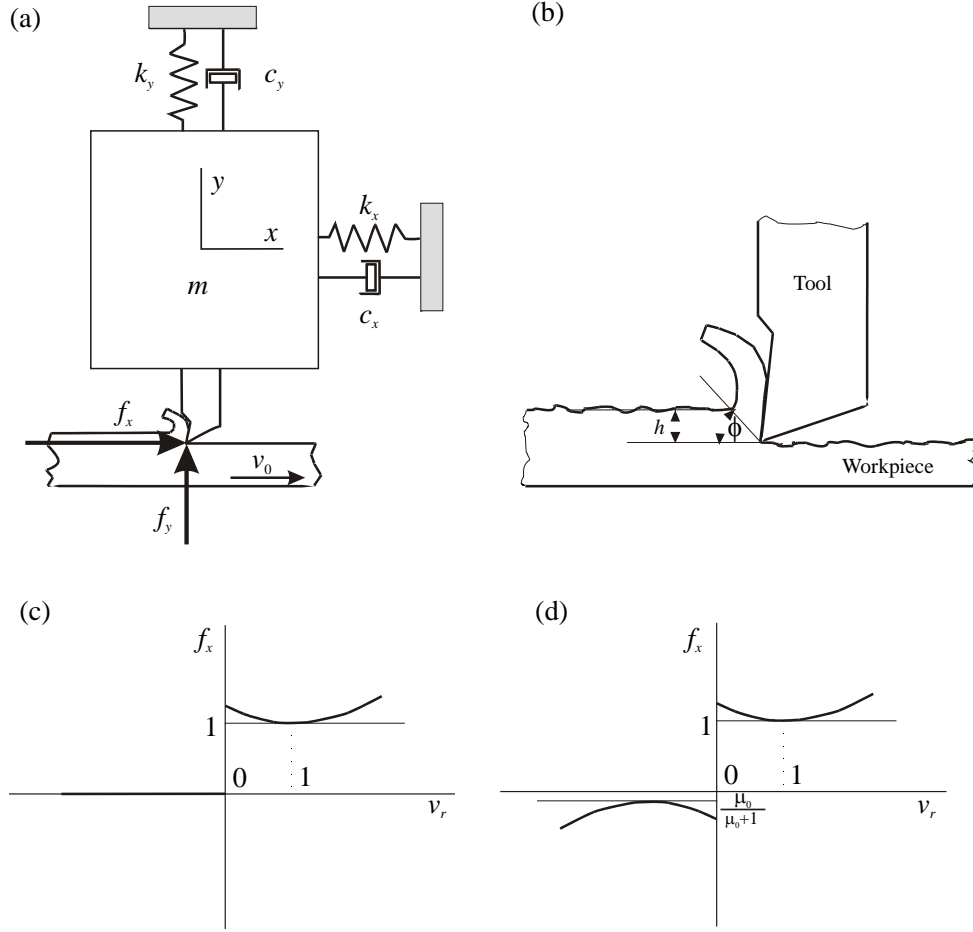 (a)
k_y
c_y
y
x
m
k_x
c_x
f_x
v_0
f_y
(b)
Tool
h
ϕ
Workpiece
(c)
f_x
1
0
1
v_r
(d)
f_x
1
0
1
μ_0
μ_0+1
v_r